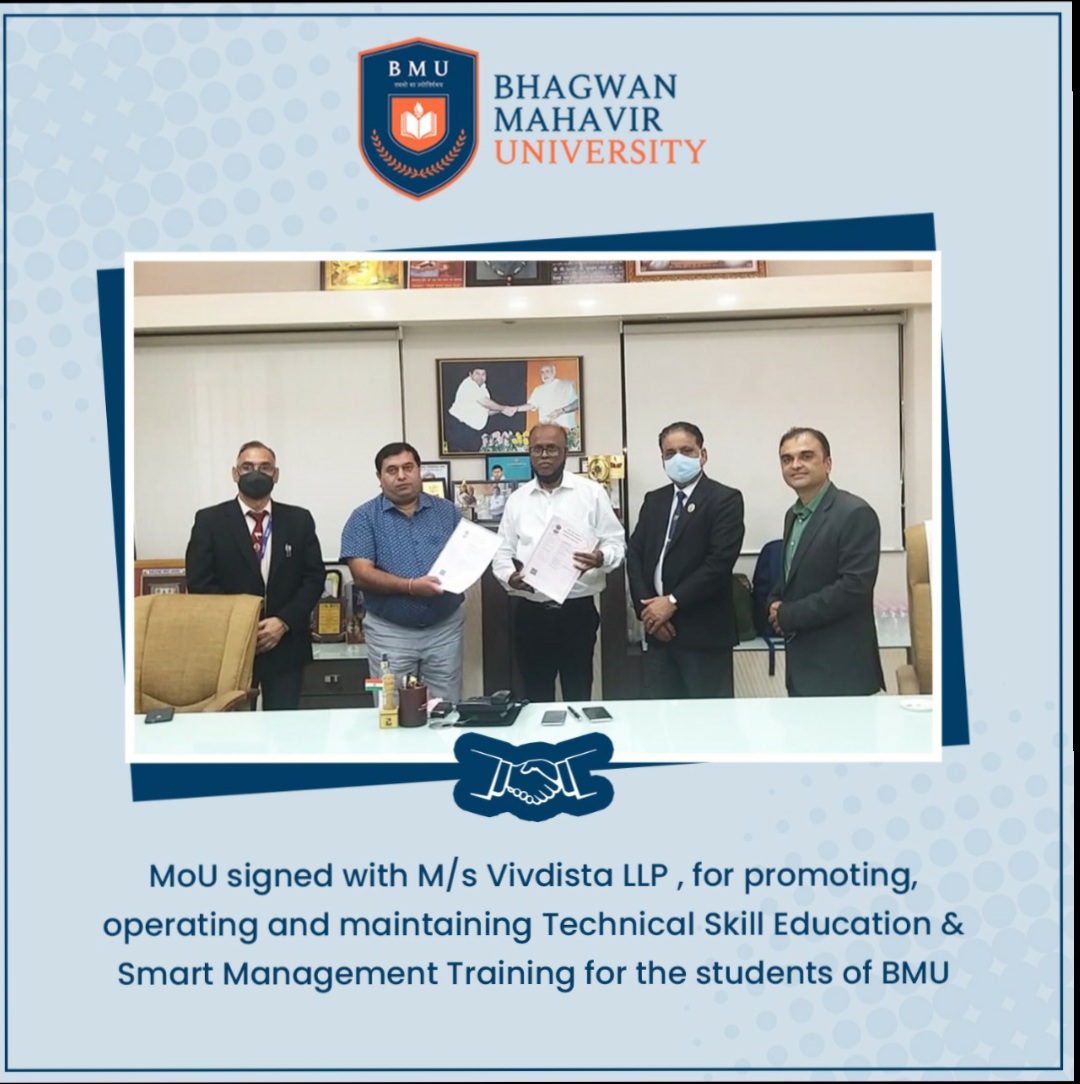 BMU
BHAGWAN
MAHAVIR
UNIVERSITY
MoU signed with M/s Vivdista LLP , for promoting,
operating and maintaining Technical Skill Education &
Smart Management Training for the students of BMU